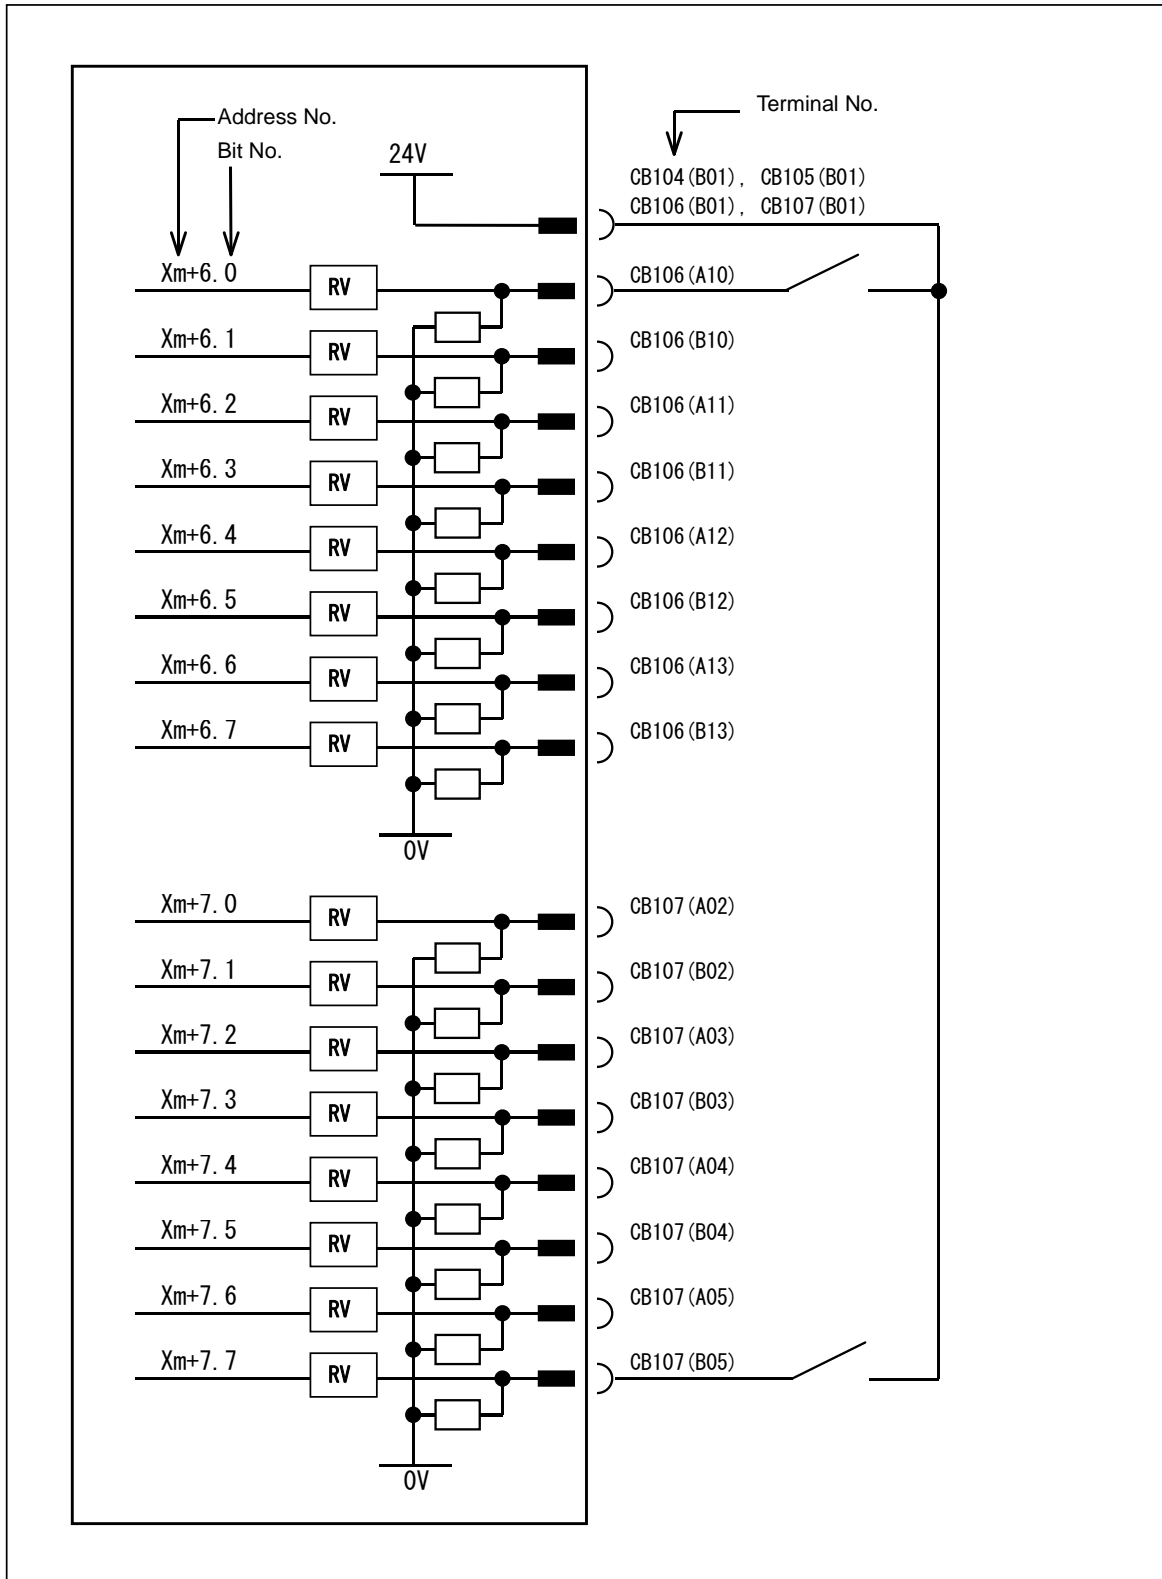 Address No.
Bit No.
24V
Terminal No.
CB104(B01), CB105(B01)
CB106(B01), CB107(B01)
Xm+6.0 RV CB106(A10)
Xm+6.1 RV CB106(B10)
Xm+6.2 RV CB106(A11)
Xm+6.3 RV CB106(B11)
Xm+6.4 RV CB106(A12)
Xm+6.5 RV CB106(B12)
Xm+6.6 RV CB106(A13)
Xm+6.7 RV CB106(B13)
0V
Xm+7.0 RV CB107(A02)
Xm+7.1 RV CB107(B02)
Xm+7.2 RV CB107(A03)
Xm+7.3 RV CB107(B03)
Xm+7.4 RV CB107(A04)
Xm+7.5 RV CB107(B04)
Xm+7.6 RV CB107(A05)
Xm+7.7 RV CB107(B05)
0V